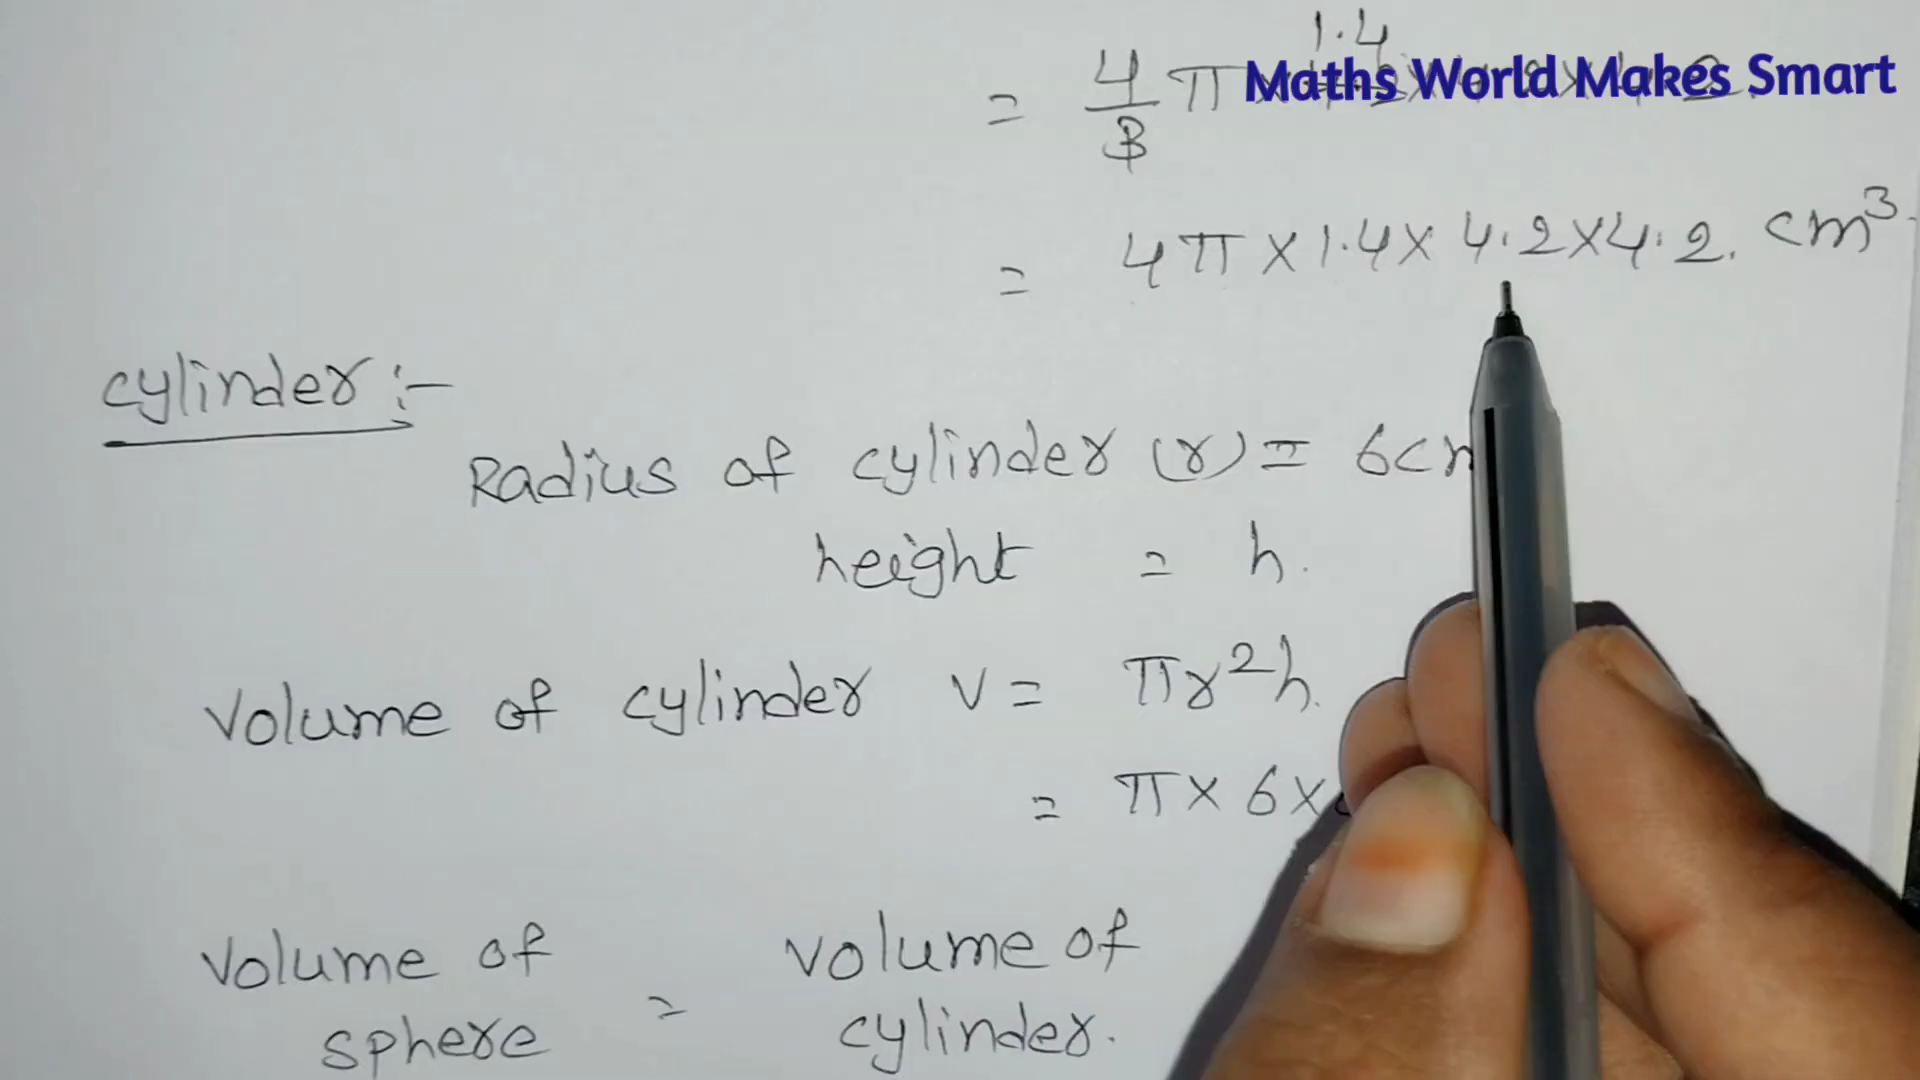 1.4
= 4/3 π ×
Maths World Makes Smart
= 4π × 1.4 × 4.2 × 4.2. cm³.
cylinder :-
Radius of cylinder (r) = 6 c
height = h.
Volume of cylinder V = πr²h.
= π × 6 ×
Volume of sphere = Volume of cylinder.